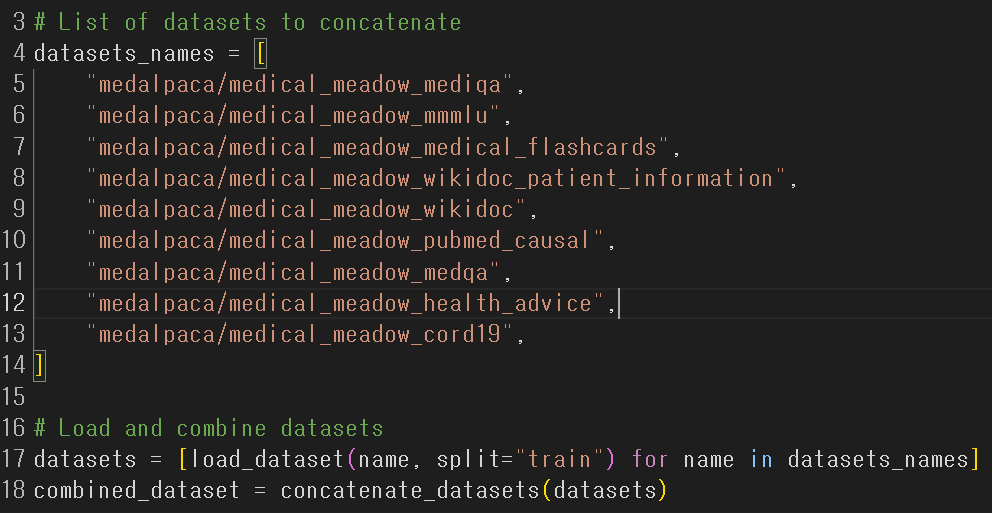 3 # List of datasets to concatenate
4 datasets_names = [
5     "medalpaca/medical_meadow_mediqa",
6     "medalpaca/medical_meadow_mmmlu",
7     "medalpaca/medical_meadow_medical_flashcards",
8     "medalpaca/medical_meadow_wikidoc_patient_information",
9     "medalpaca/medical_meadow_wikidoc",
10     "medalpaca/medical_meadow_pubmed_causal",
11     "medalpaca/medical_meadow_medqa",
12     "medalpaca/medical_meadow_health_advice",
13     "medalpaca/medical_meadow_cord19",
14 ]
15
16 # Load and combine datasets
17 datasets = [load_dataset(name, split="train") for name in datasets_names]
18 combined_dataset = concatenate_datasets(datasets)